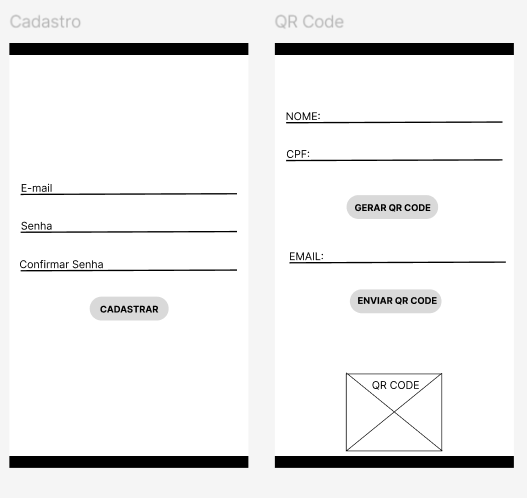 Cadastro
E-mail
Senha
Confirmar Senha
CADASTRAR
QR Code
NOME:
CPF:
GERAR QR CODE
EMAIL:
ENVIAR QR CODE
QR CODE